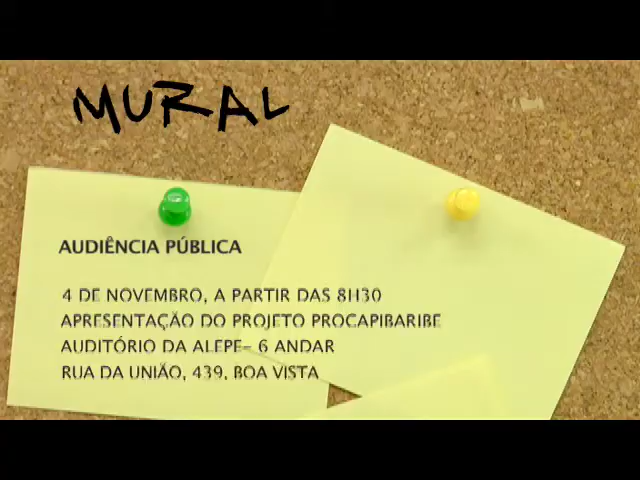 MURAL
AUDIÊNCIA PÚBLICA
4 DE NOVEMBRO, A PARTIR DAS 8H30
APRESENTAÇÃO DO PROJETO PROCAPIBARIBE
AUDITÓRIO DA ALEPE- 6 ANDAR
RUA DA UNIÃO, 439, BOA VISTA